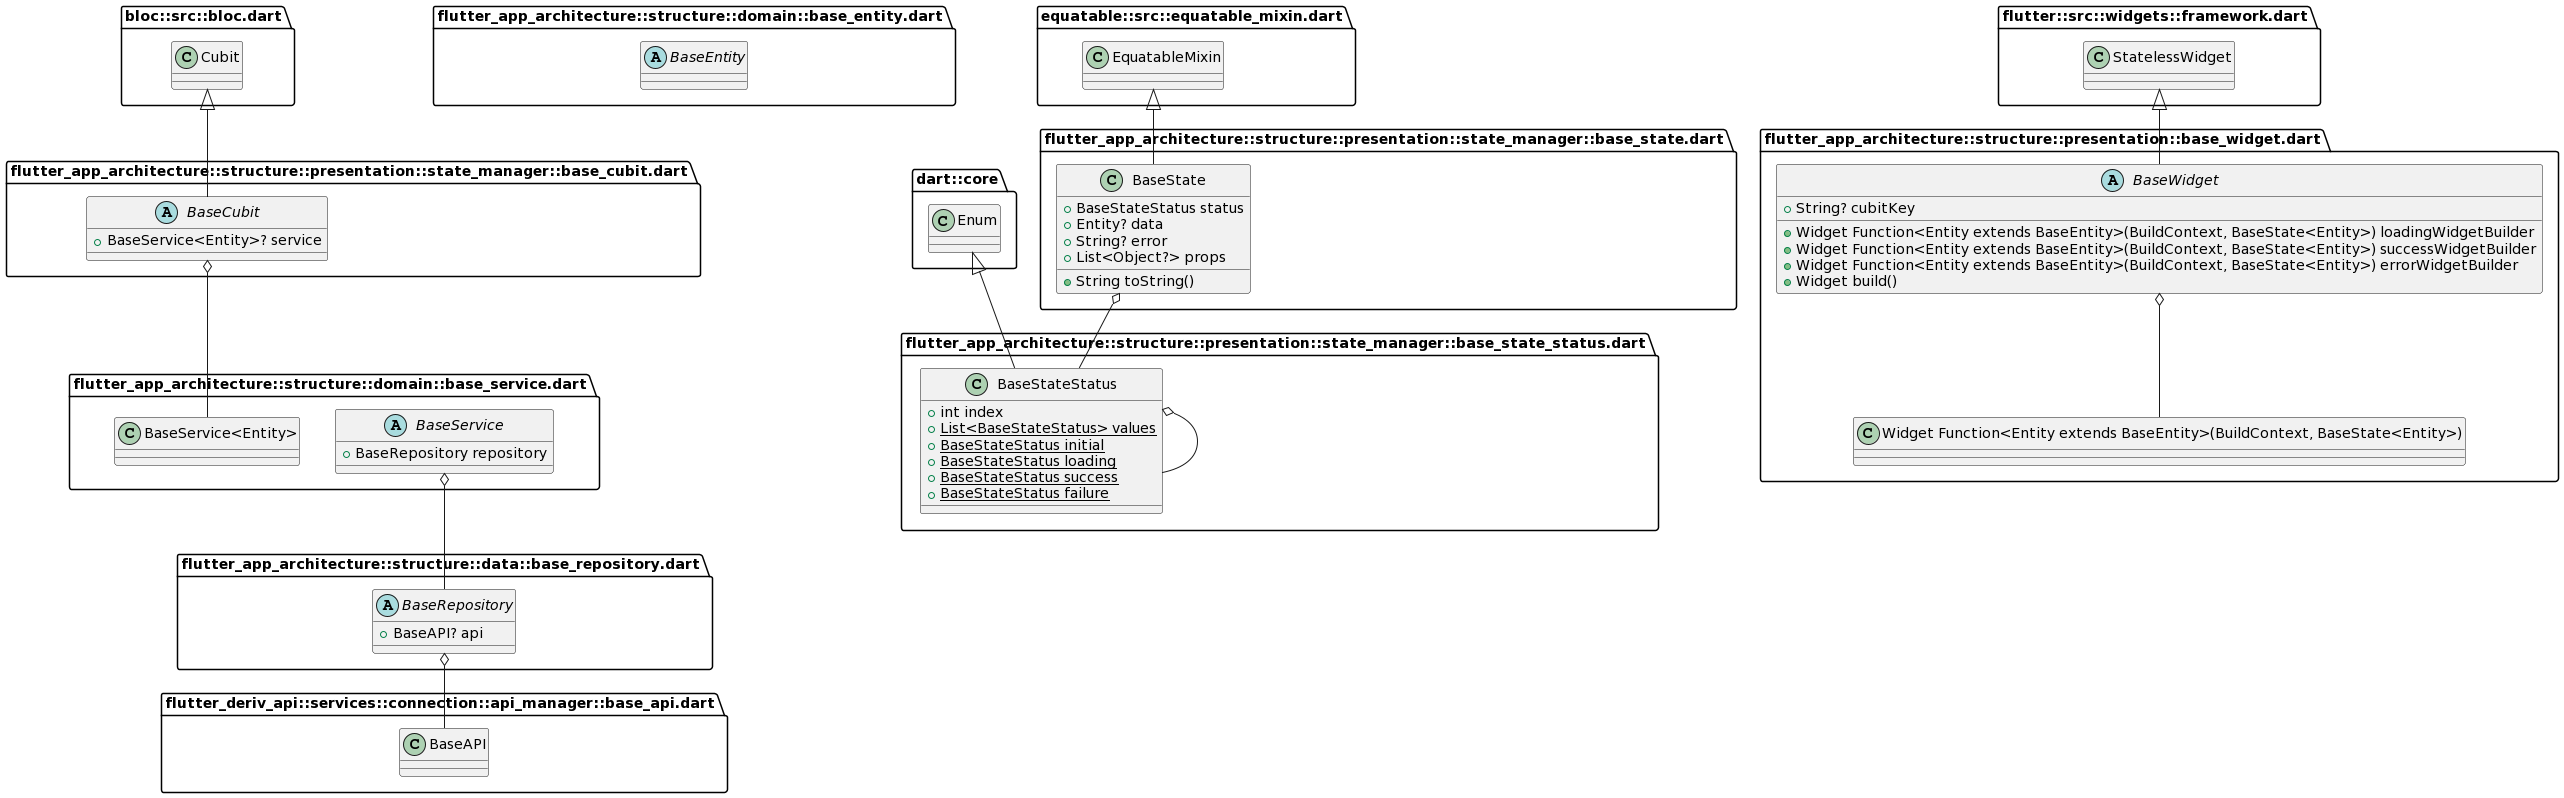 bloc::src::bloc.dart
C Cubit
flutter_app_architecture::structure::domain::base_entity.dart
A BaseEntity
equatable::src::equatable_mixin.dart
C EquatableMixin
flutter::src::widgets::framework.dart
C StatelessWidget
flutter_app_architecture::structure::presentation::state_manager::base_cubit.dart
A BaseCubit
BaseService<Entity>? service
dart::core
C Enum
flutter_app_architecture::structure::presentation::state_manager::base_state.dart
C BaseState
BaseStateStatus status
Entity? data
String? error
List<Object?> props
String toString()
flutter_app_architecture::structure::presentation::base_widget.dart
A BaseWidget
String? cubitKey
Widget Function<Entity extends BaseEntity>(BuildContext, BaseState<Entity>) loadingWidgetBuilder
Widget Function<Entity extends BaseEntity>(BuildContext, BaseState<Entity>) successWidgetBuilder
Widget Function<Entity extends BaseEntity>(BuildContext, BaseState<Entity>) errorWidgetBuilder
Widget build()
C Widget Function<Entity extends BaseEntity>(BuildContext, BaseState<Entity>)
flutter_app_architecture::structure::domain::base_service.dart
C BaseService<Entity>
A BaseService
BaseRepository repository
flutter_app_architecture::structure::presentation::state_manager::base_state_status.dart
C BaseStateStatus
int index
List<BaseStateStatus> values
BaseStateStatus initial
BaseStateStatus loading
BaseStateStatus success
BaseStateStatus failure
flutter_app_architecture::structure::data::base_repository.dart
A BaseRepository
BaseAPI? api
flutter_deriv_api::services::connection::api_manager::base_api.dart
C BaseAPI